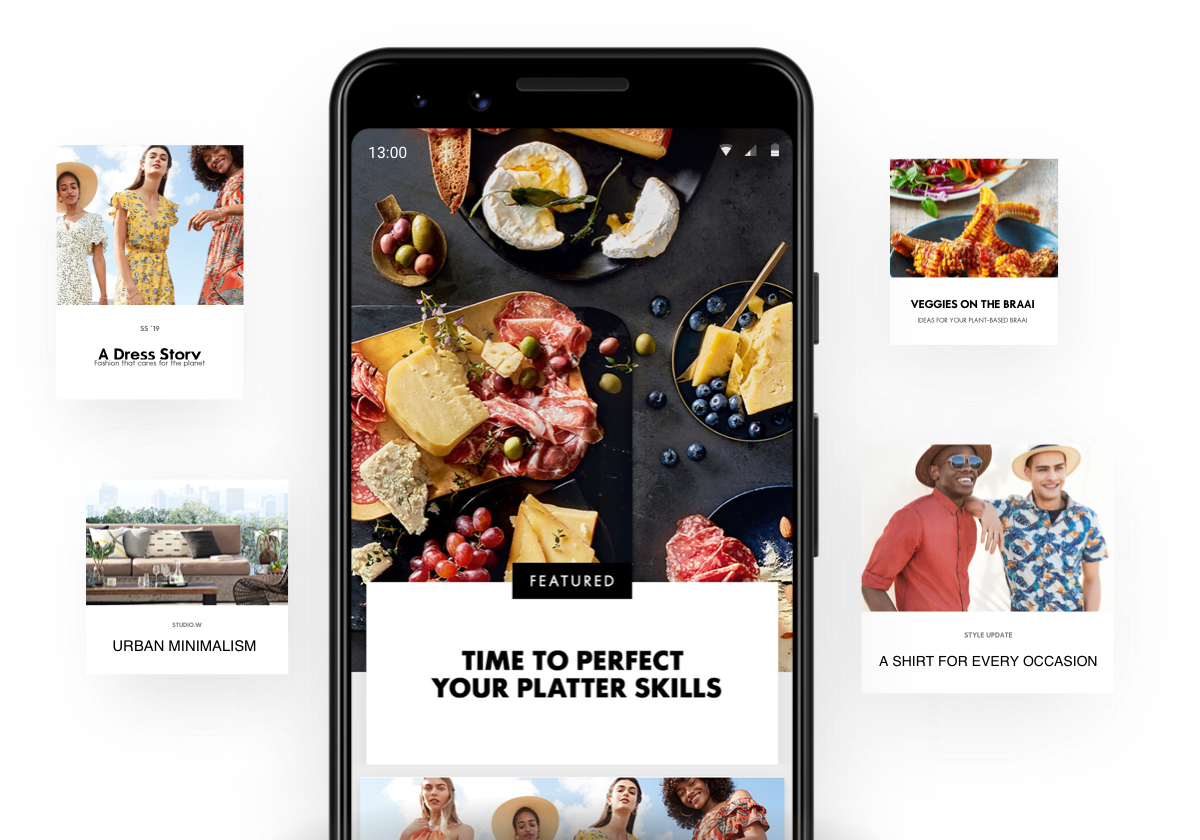 13:00
FEATURED
TIME TO PERFECT
YOUR PLATTER SKILLS
SS '19
A Dress Story
Fashion that cares for the planet
STUDIO.W
URBAN MINIMALISM
VEGGIES ON THE BRAAI
IDEAS FOR YOUR PLANT-BASED BRAAI
STYLE UPDATE
A SHIRT FOR EVERY OCCASION